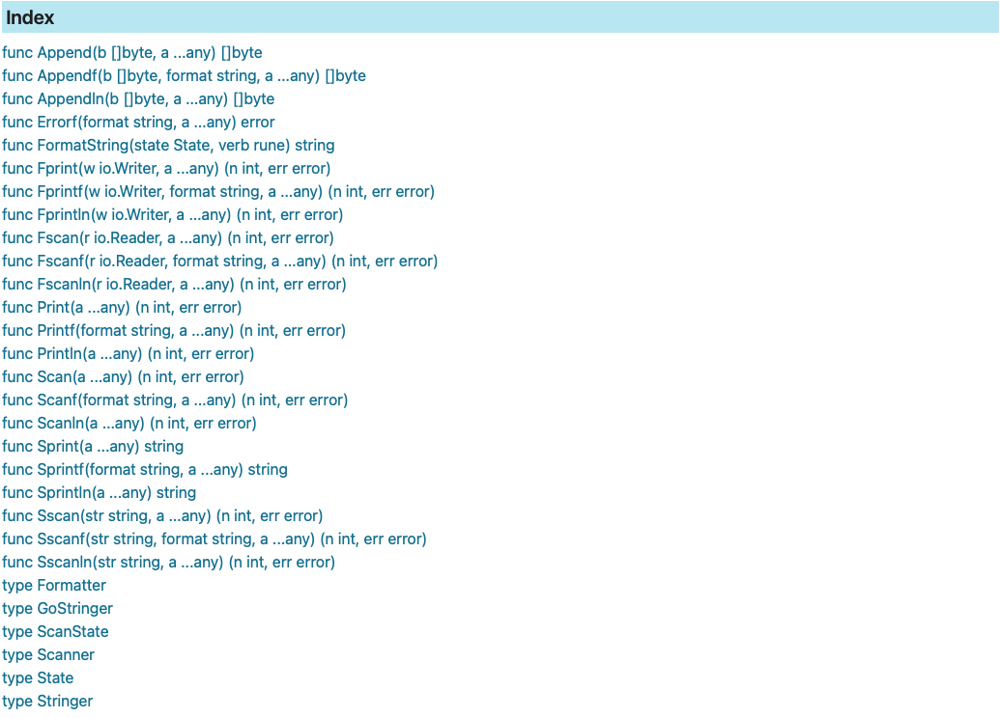 Index
func Append(b []byte, a ...any) []byte
func Appendf(b []byte, format string, a ...any) []byte
func Appendln(b []byte, a ...any) []byte
func Errorf(format string, a ...any) error
func FormatString(state State, verb rune) string
func Fprint(w io.Writer, a ...any) (n int, err error)
func Fprintf(w io.Writer, format string, a ...any) (n int, err error)
func Fprintln(w io.Writer, a ...any) (n int, err error)
func Fscan(r io.Reader, a ...any) (n int, err error)
func Fscanf(r io.Reader, format string, a ...any) (n int, err error)
func Fscanln(r io.Reader, a ...any) (n int, err error)
func Print(a ...any) (n int, err error)
func Printf(format string, a ...any) (n int, err error)
func Println(a ...any) (n int, err error)
func Scan(a ...any) (n int, err error)
func Scanf(format string, a ...any) (n int, err error)
func Scanln(a ...any) (n int, err error)
func Sprint(a ...any) string
func Sprintf(format string, a ...any) string
func Sprintln(a ...any) string
func Sscan(str string, a ...any) (n int, err error)
func Sscanf(str string, format string, a ...any) (n int, err error)
func Sscanln(str string, a ...any) (n int, err error)
type Formatter
type GoStringer
type ScanState
type Scanner
type State
type Stringer